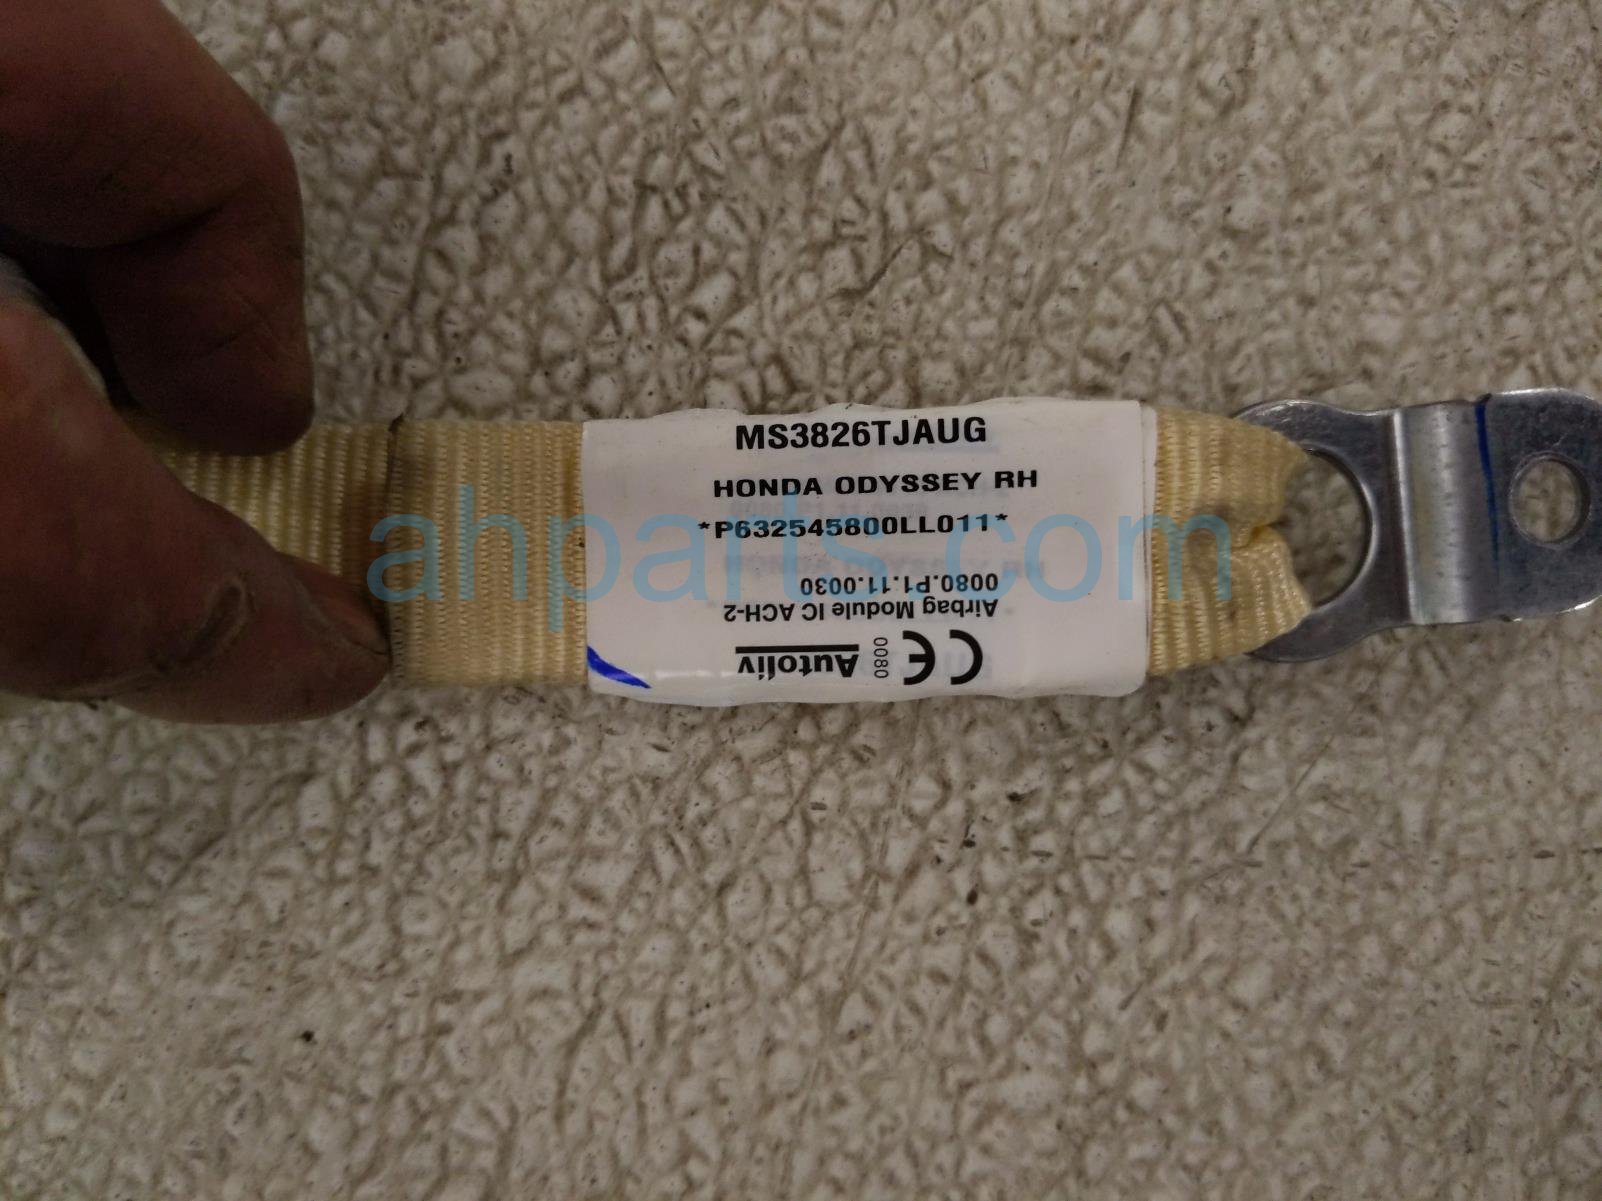 MS3826TJAUG
HONDA ODYSSEY RH
*P632545800LL011*
ahparts.com
0080.P1.11.0030
Airbag Module IC ACH-2
Autoliv 0080 CE